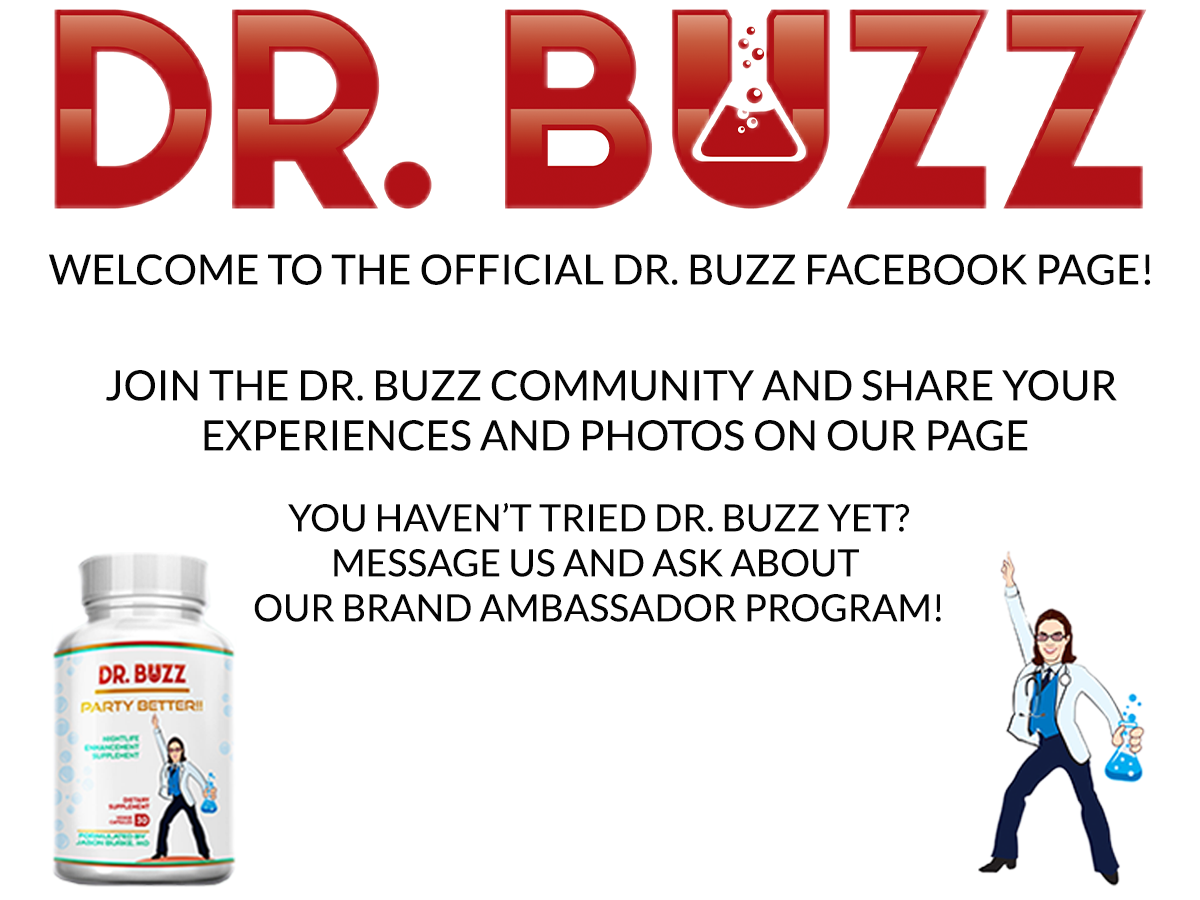 DR. BUZZ
WELCOME TO THE OFFICIAL DR. BUZZ FACEBOOK PAGE!
JOIN THE DR. BUZZ COMMUNITY AND SHARE YOUR
EXPERIENCES AND PHOTOS ON OUR PAGE
YOU HAVEN’T TRIED DR. BUZZ YET?
MESSAGE US AND ASK ABOUT
OUR BRAND AMBASSADOR PROGRAM!
DR. BUZZ
PARTY BETTER!!
NIGHTLIFE
ENHANCEMENT
SUPPLEMENT
DIETARY
SUPPLEMENT
VEGGIE
CAPSULES 30
FORMULATED BY
JASON BURKE, MD